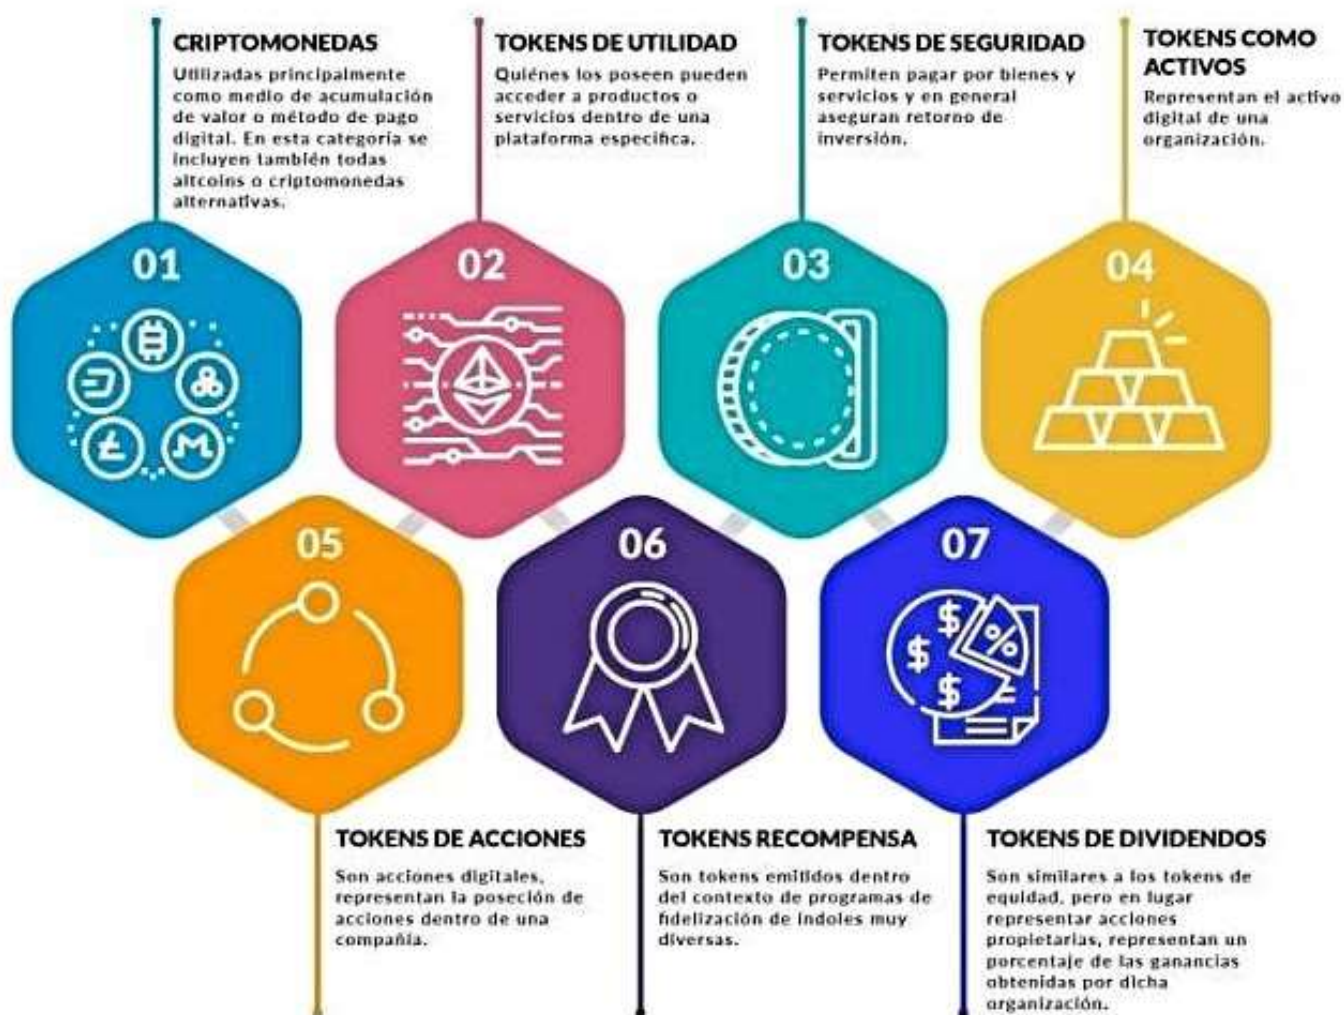 CRIPTOMONEDAS
Utilizadas principalmente
como medio de acumulación
de valor o método de pago
digital. En esta categoría se
incluyen también todas
altcoins o criptomonedas
alternativas.
TOKENS DE UTILIDAD
Quiénes los poseen pueden
acceder a productos o
servicios dentro de una
plataforma específica.
TOKENS DE SEGURIDAD
Permiten pagar por bienes y
servicios y en general
aseguran retorno de
inversión.
TOKENS COMO
ACTIVOS
Representan el activo
digital de una
organización.
01
02
03
04
05
06
07
$
$
$
%
TOKENS DE ACCIONES
Son acciones digitales,
representan la poseción de
acciones dentro de una
compañía.
TOKENS RECOMPENSA
Son tokens emitidos dentro
del contexto de programas de
fidelización de índoles muy
diversas.
TOKENS DE DIVIDENDOS
Son similares a los tokens de
equidad, pero en lugar
representar acciones
propietarias, representan un
porcentaje de las ganancias
obtenidas por dicha
organización.